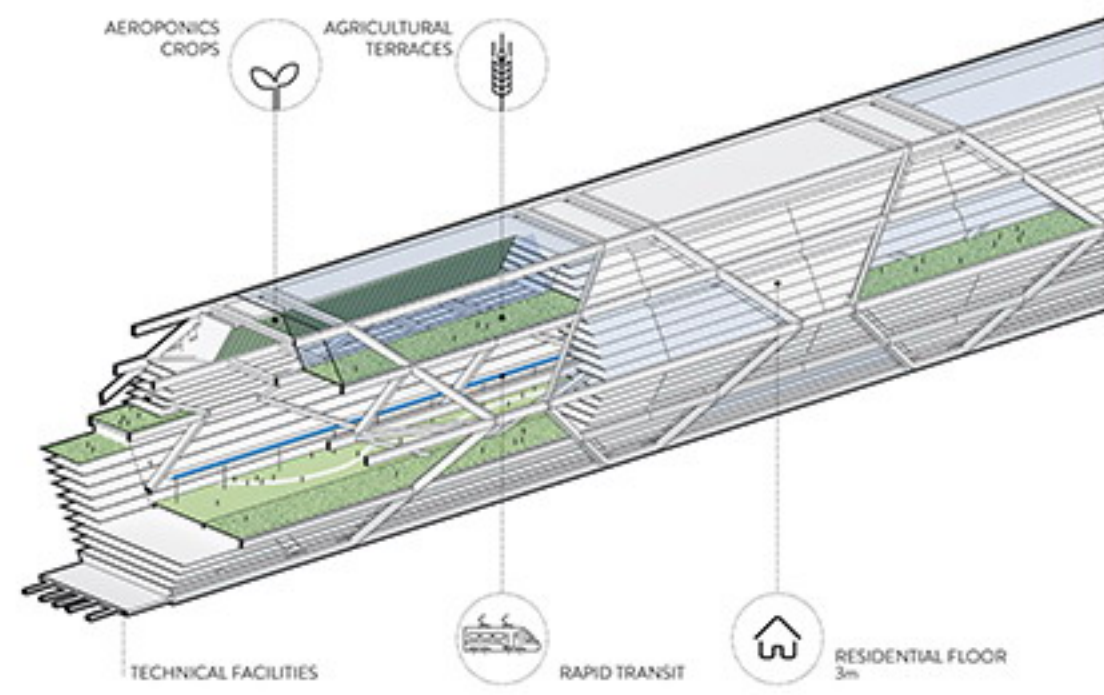 AEROPONICS
CROPS
AGRICULTURAL
TERRACES
TECHNICAL FACILITIES
RAPID TRANSIT
RESIDENTIAL FLOOR
3m